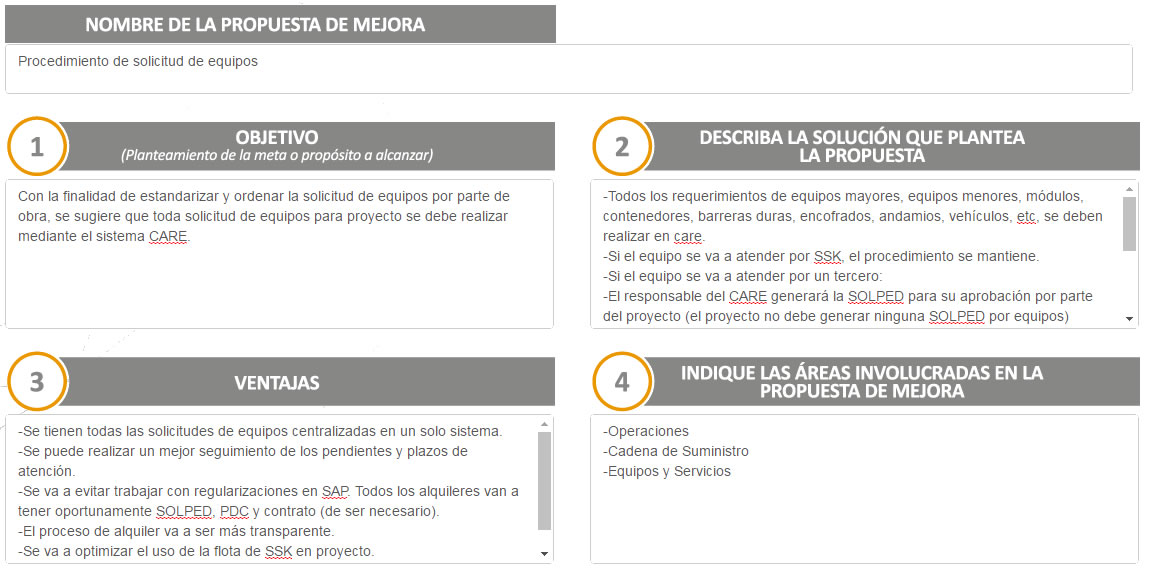 NOMBRE DE LA PROPUESTA DE MEJORA
Procedimiento de solicitud de equipos
1
OBJETIVO
(Planteamiento de la meta o propósito a alcanzar)
Con la finalidad de estandarizar y ordenar la solicitud de equipos por parte de
obra, se sugiere que toda solicitud de equipos para proyecto se debe realizar
mediante el sistema CARE.
2
DESCRIBA LA SOLUCIÓN QUE PLANTEA
LA PROPUESTA
-Todos los requerimientos de equipos mayores, equipos menores, módulos,
contenedores, barreras duras, encofrados, andamios, vehículos, etc, se deben
realizar en care.
-Si el equipo se va a atender por SSK, el procedimiento se mantiene.
-Si el equipo se va a atender por un tercero:
-El responsable del CARE generará la SOLPED para su aprobación por parte
del proyecto (el proyecto no debe generar ninguna SOLPED por equipos)
3
VENTAJAS
-Se tienen todas las solicitudes de equipos centralizadas en un solo sistema.
-Se puede realizar un mejor seguimiento de los pendientes y plazos de
atención.
-Se va a evitar trabajar con regularizaciones en SAP. Todos los alquileres van a
tener oportunamente SOLPED, PDC y contrato (de ser necesario).
-El proceso de alquiler va a ser más transparente.
-Se va a optimizar el uso de la flota de SSK en proyecto.
4
INDIQUE LAS ÁREAS INVOLUCRADAS EN LA
PROPUESTA DE MEJORA
-Operaciones
-Cadena de Suministro
-Equipos y Servicios